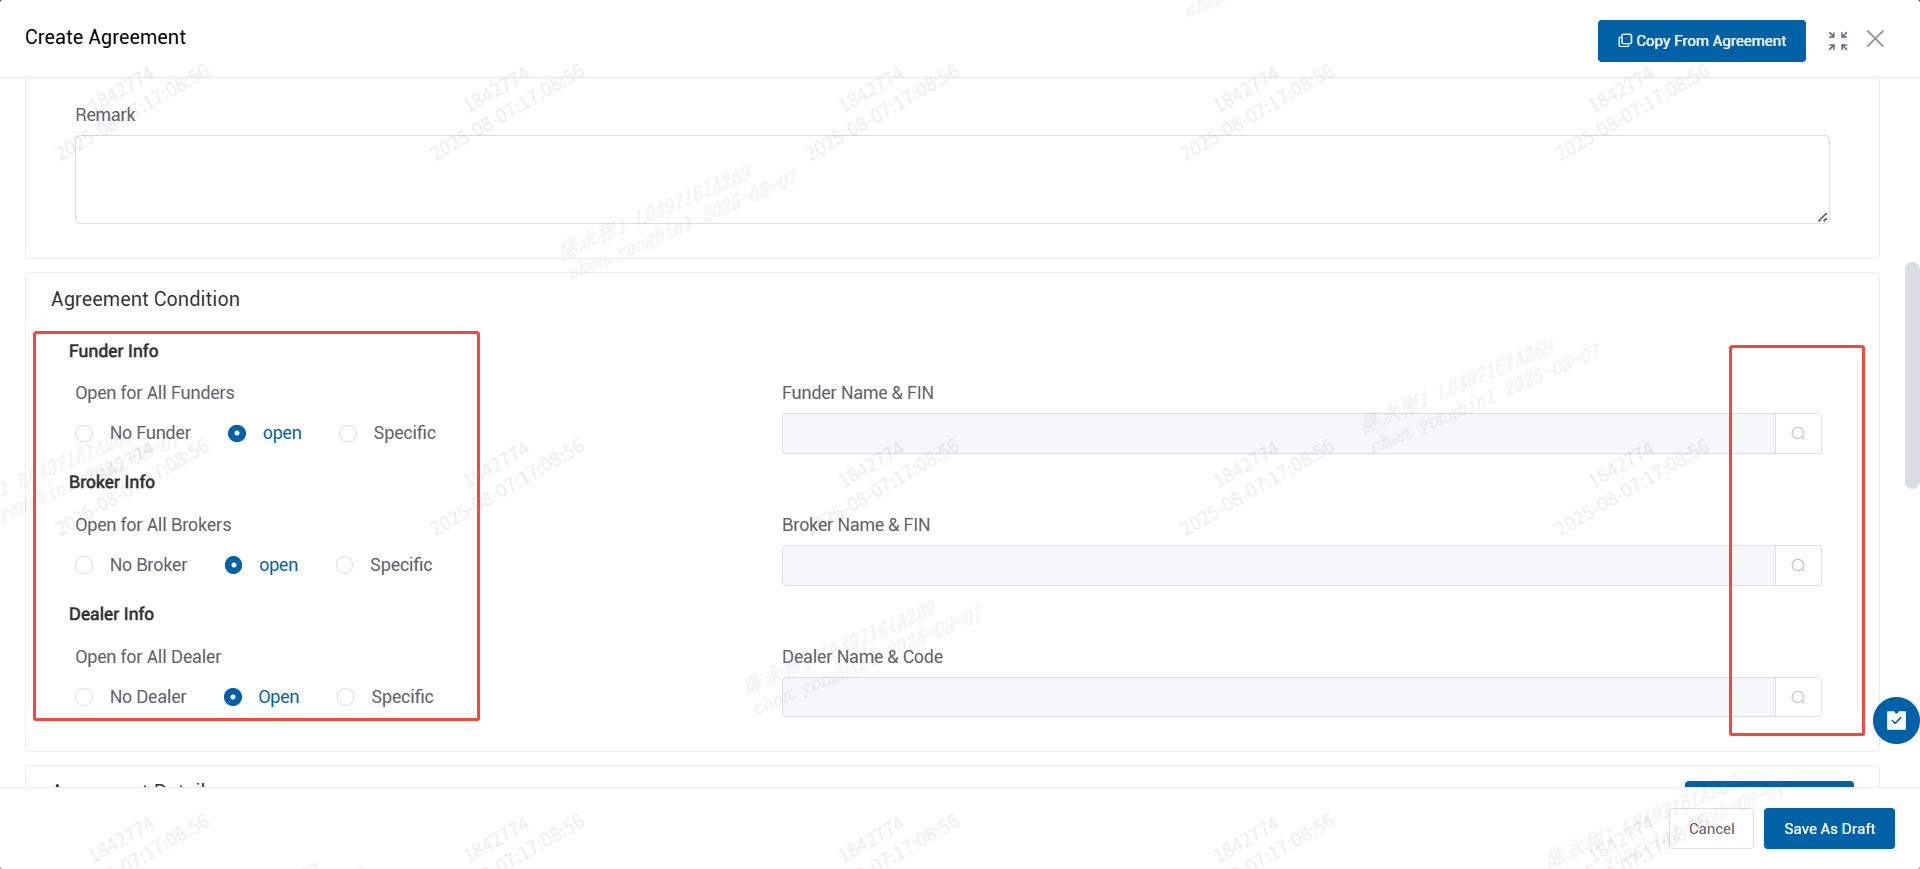 Create Agreement
Copy From Agreement
Remark
Agreement Condition
Funder Info
Open for All Funders
Funder Name & FIN
No Funder open Specific
Broker Info
Open for All Brokers
Broker Name & FIN
No Broker open Specific
Dealer Info
Open for All Dealer
Dealer Name & Code
No Dealer Open Specific
Cancel
Save As Draft
1842774
2025-08-07:17:08:56
陈永彬1 L8497161A269
chen.yongbin1 2025-08-07